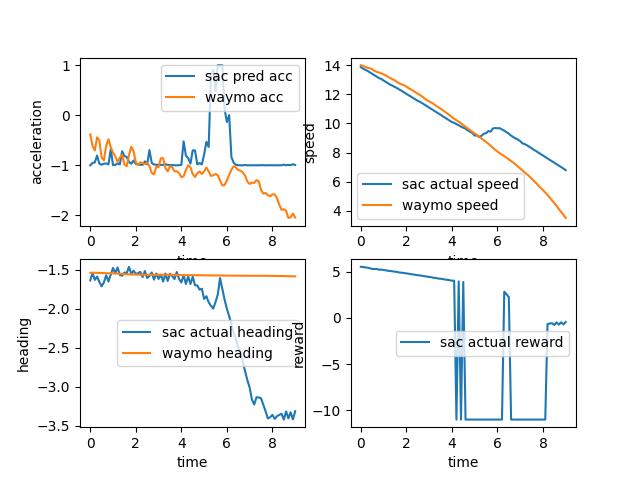 1
0
−1
−2
acceleration
0
2
4
6
8
time
sac pred acc
waymo acc
14
12
10
8
6
4
speed
0
2
4
6
8
time
sac actual speed
waymo speed
−1.5
−2.0
−2.5
−3.0
−3.5
heading
0
2
4
6
8
time
sac actual heading
waymo heading
5
0
−5
−10
reward
0
2
4
6
8
time
sac actual reward